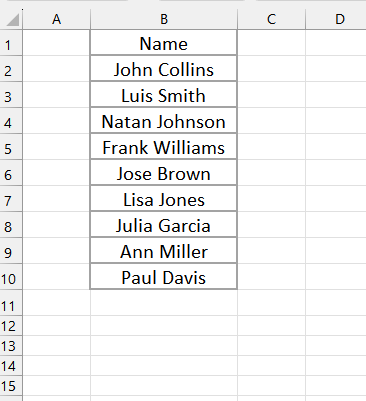 A B C D
1 Name
2 John Collins
3 Luis Smith
4 Natan Johnson
5 Frank Williams
6 Jose Brown
7 Lisa Jones
8 Julia Garcia
9 Ann Miller
10 Paul Davis
11
12
13
14
15